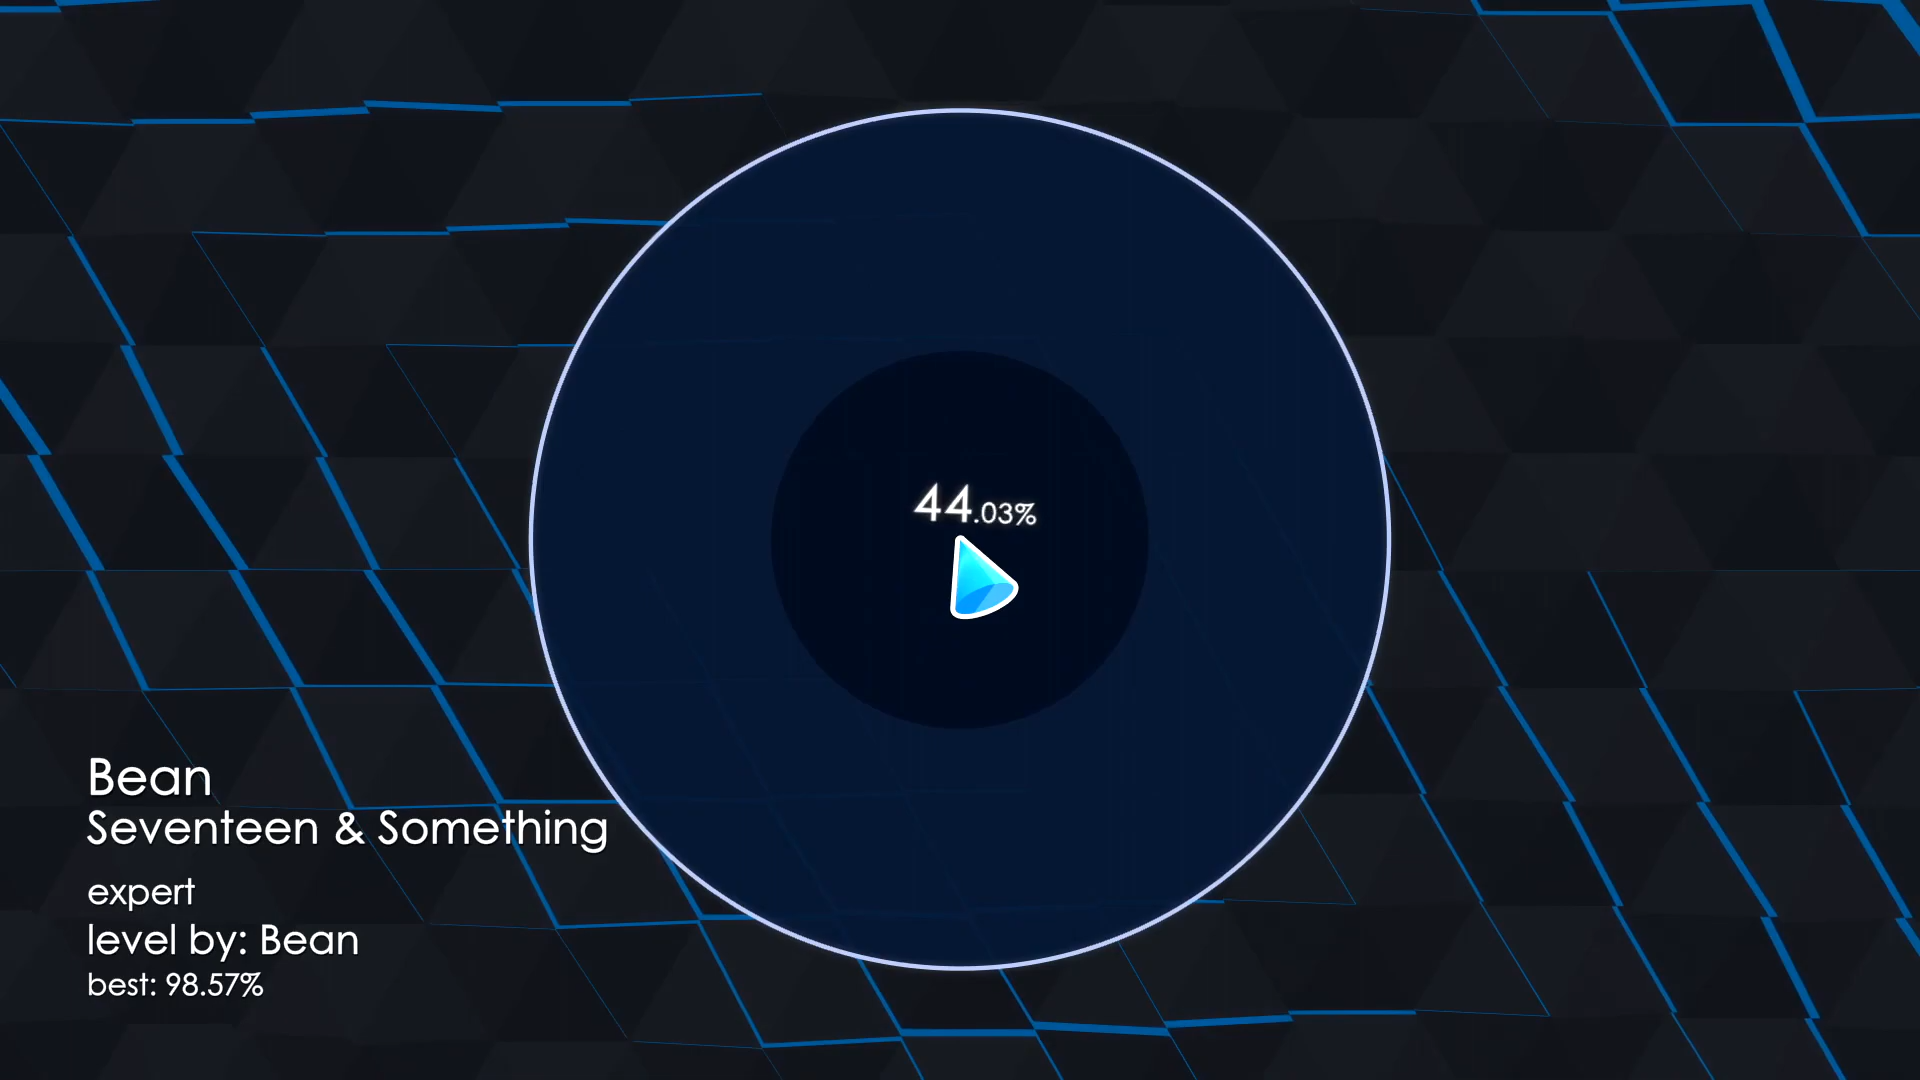 44.03%
Bean
Seventeen & Something
expert
level by: Bean
best: 98.57%